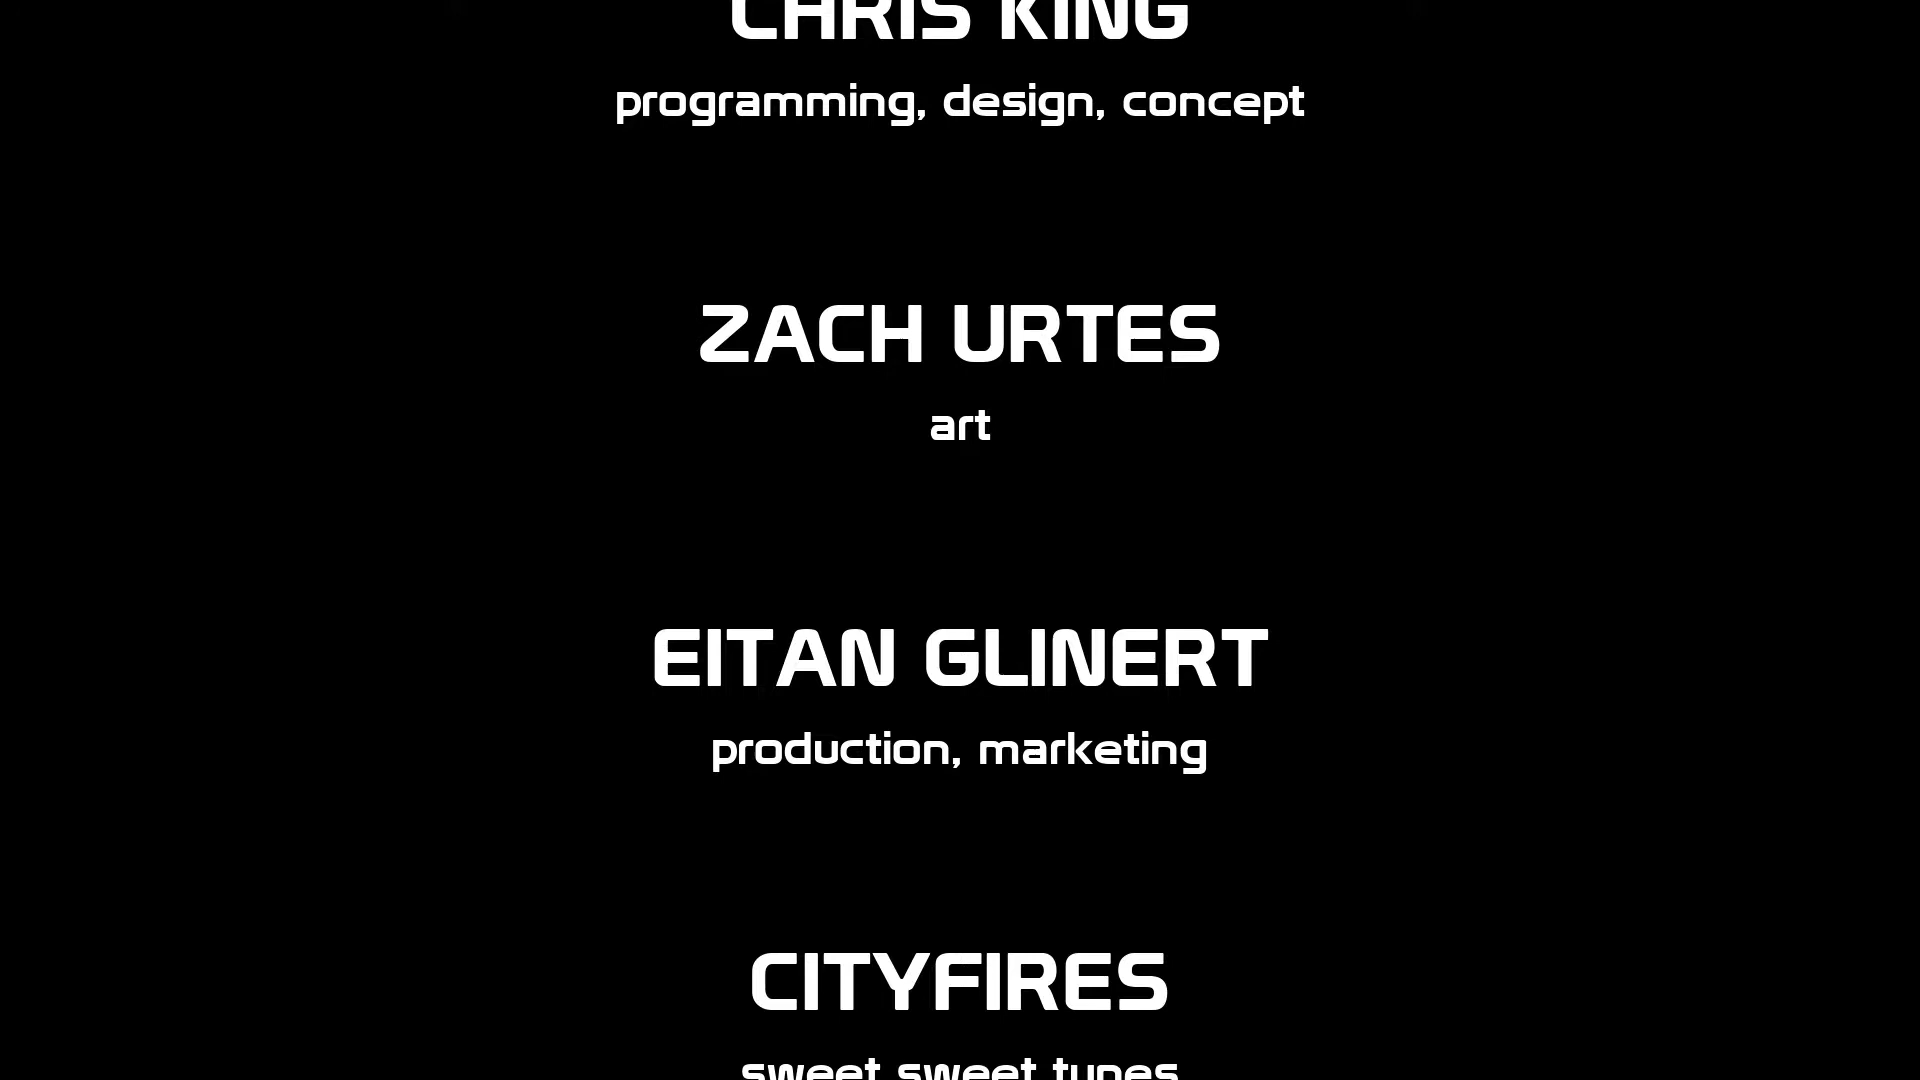 CHRIS KING
programming, design, concept
ZACH URTES
art
EITAN GLINERT
production, marketing
CITYFIRES
sweet sweet tunes